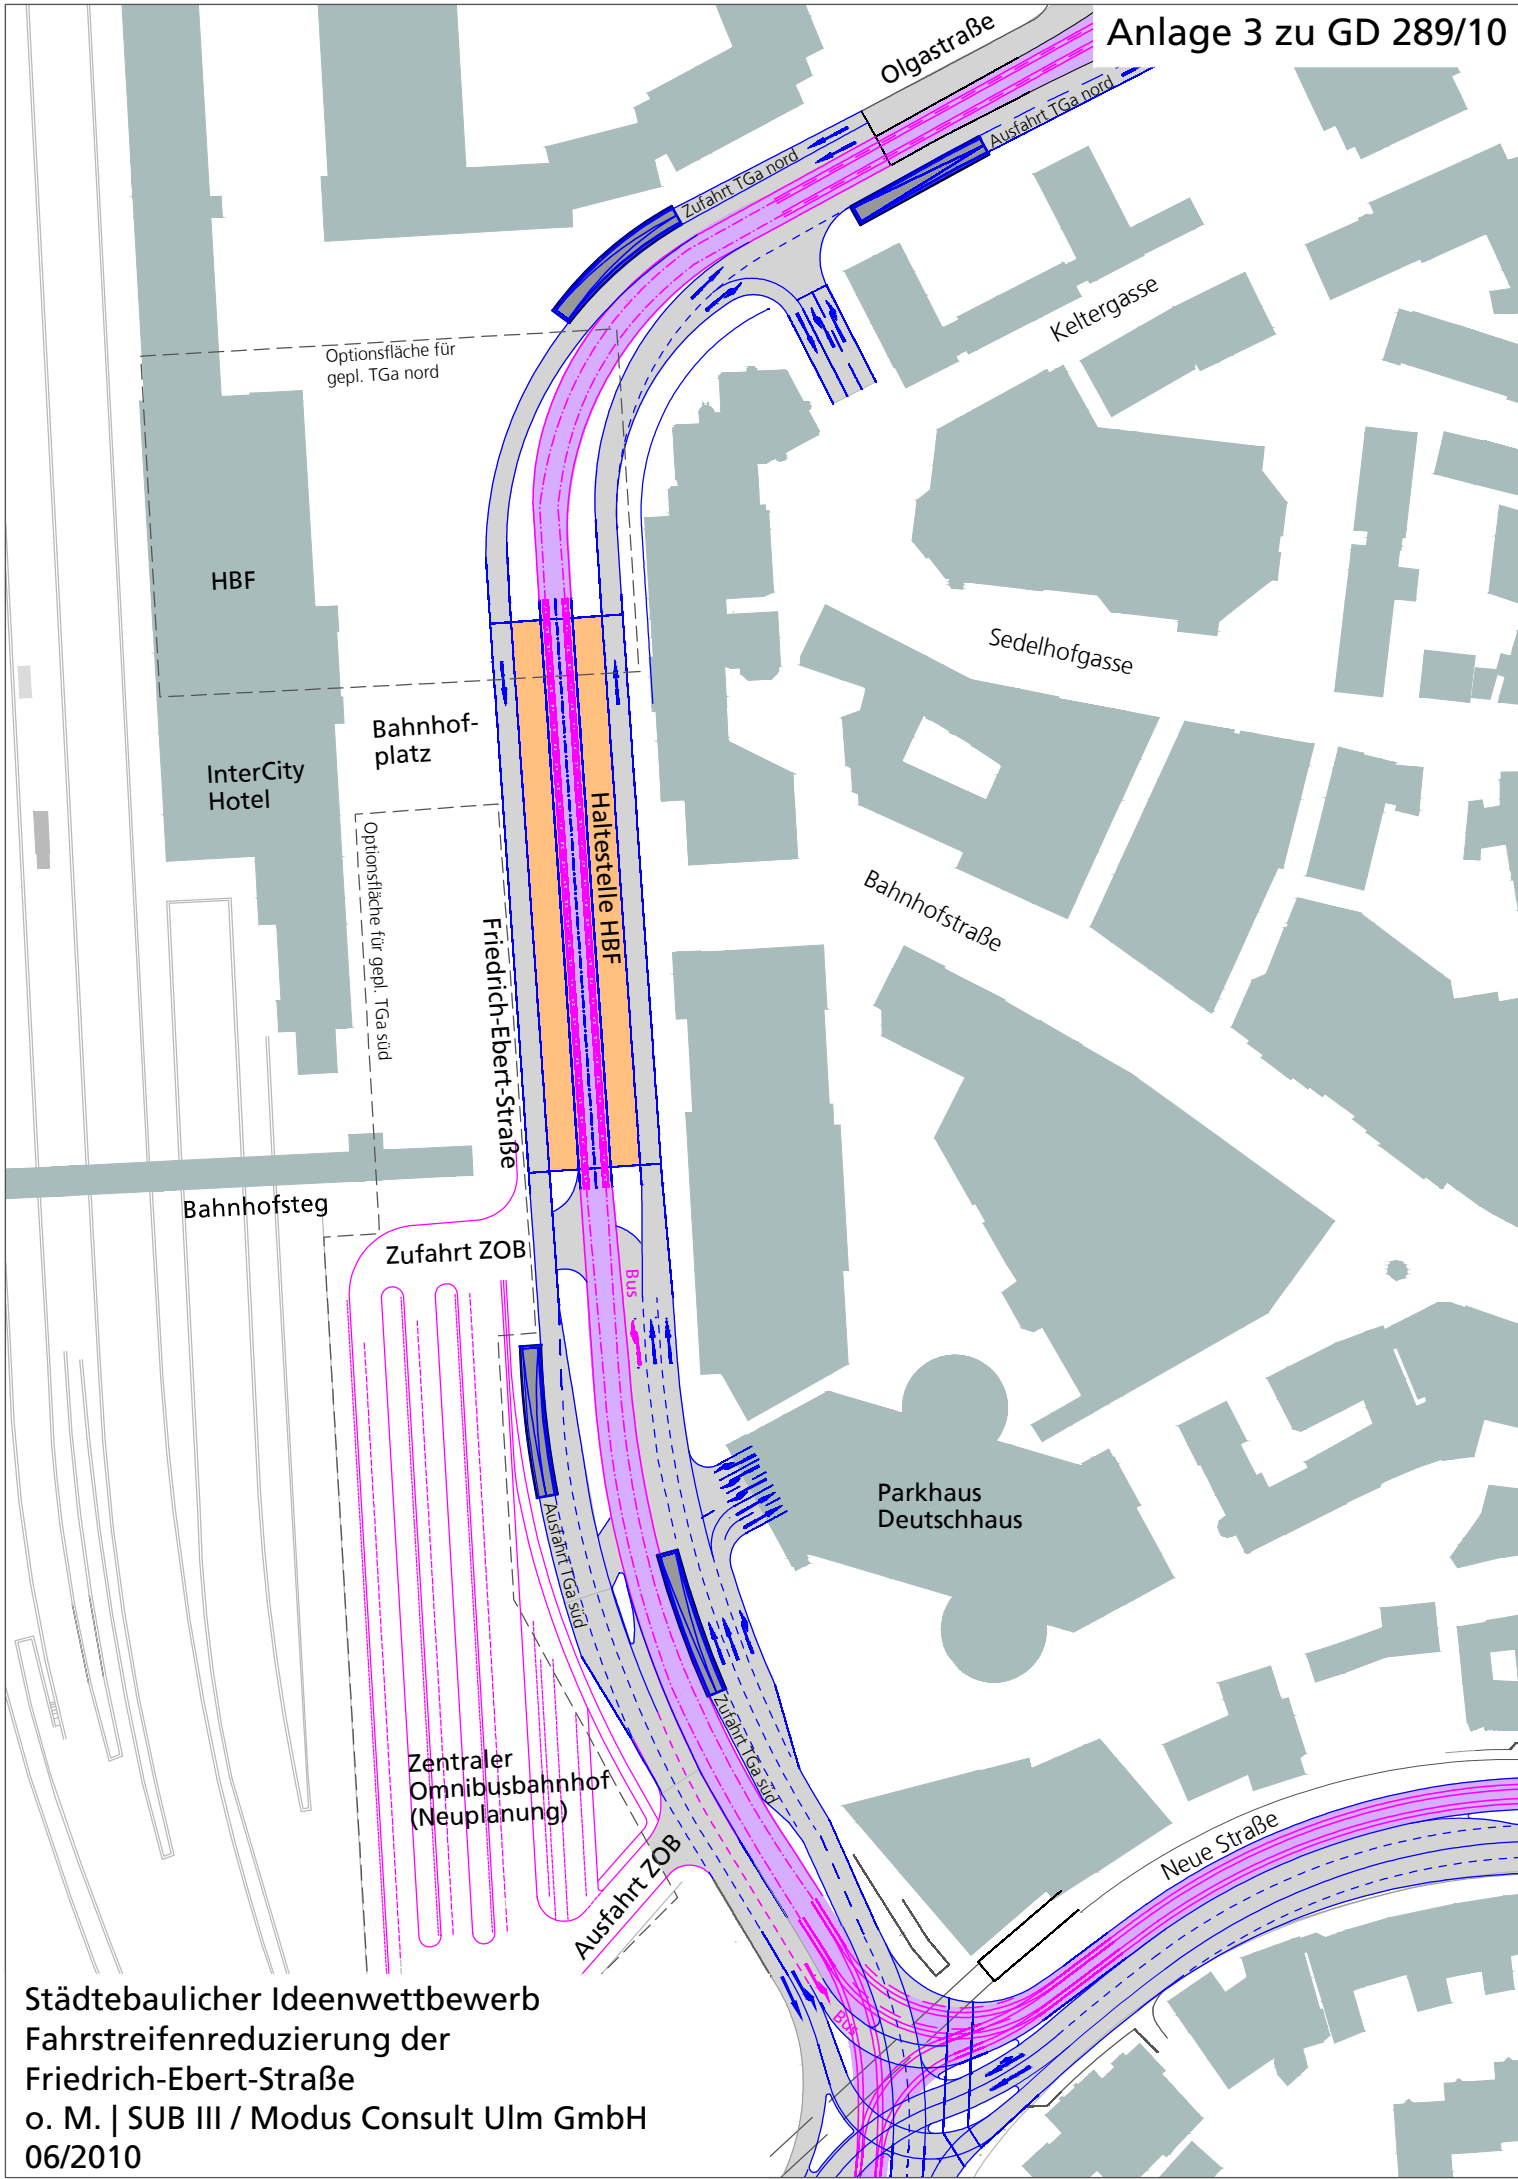 Anlage 3 zu GD 289/10
Olgastraße
Ausfahrt TGa nord
Zufahrt TGa nord
Keltergasse
Optionsfläche für
gepl. TGa nord
HBF
Sedelhofgasse
Bahnhof-
platz
InterCity
Hotel
Haltestelle HBF
Optionsfläche für gepl. TGa süd
Bahnhofstraße
Friedrich-Ebert-Straße
Bahnhofsteg
Zufahrt ZOB
Bus
Parkhaus
Deutschhaus
Ausfahrt TGa süd
Zufahrt TGa süd
Zentraler
Omnibusbahnhof
(Neuplanung)
Neue Straße
Ausfahrt ZOB
Bus
Städtebaulicher Ideenwettbewerb
Fahrstreifenreduzierung der
Friedrich-Ebert-Straße
o. M. | SUB III / Modus Consult Ulm GmbH
06/2010